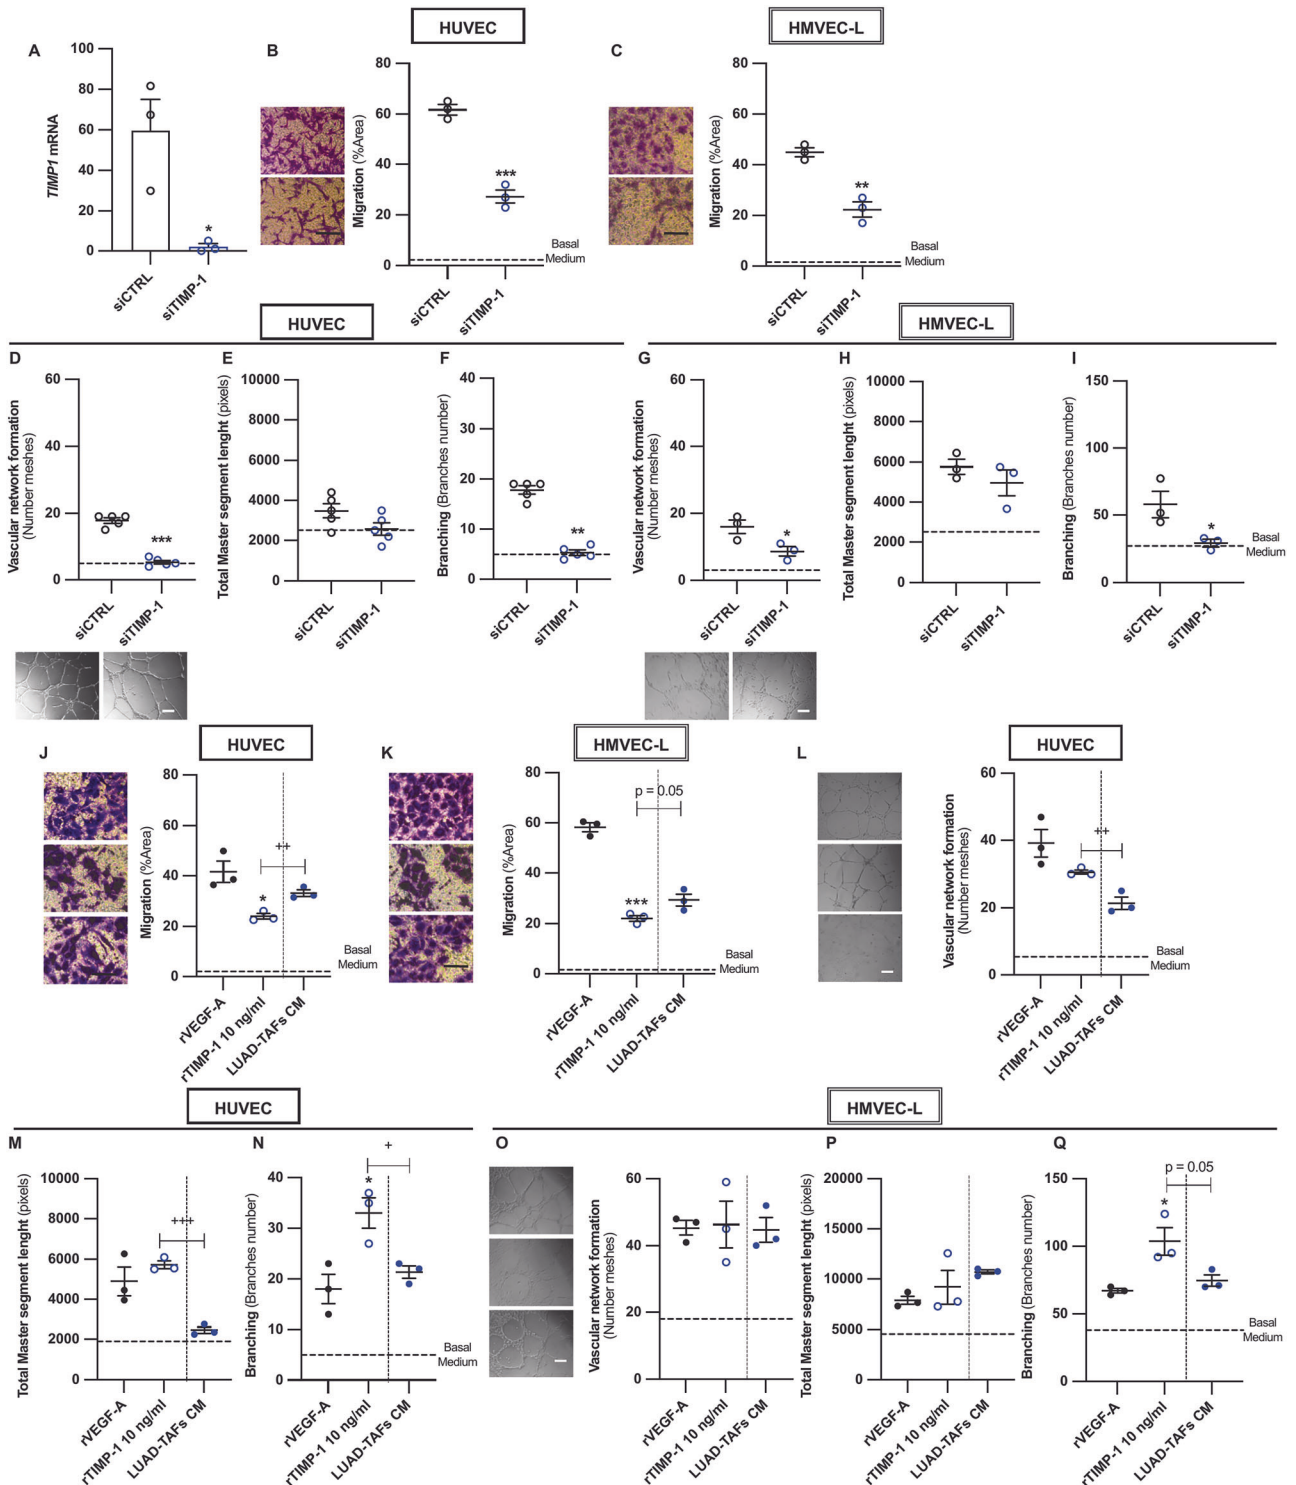 HUVEC
HMVEC-L
A
B
C
100
80
60
40
20
0
TIMP1 mRNA
*
siCTRL
siTIMP-1
80
60
40
20
0
Migration (%Area)
***
Basal
Medium
siCTRL
siTIMP-1
80
60
40
20
0
Migration (%Area)
**
Basal
Medium
siCTRL
siTIMP-1
HUVEC
HMVEC-L
D
E
F
G
H
I
60
40
20
0
Vascular network formation
(Number meshes)
***
siCTRL
siTIMP-1
10000
8000
6000
4000
2000
0
Total Master segment lenght (pixels)
siCTRL
siTIMP-1
40
30
20
10
0
Branching (Branches number)
**
siCTRL
siTIMP-1
60
40
20
0
Vascular network formation
(Number meshes)
*
siCTRL
siTIMP-1
10000
8000
6000
4000
2000
0
Total Master segment lenght (pixels)
siCTRL
siTIMP-1
150
100
50
0
Branching (Branches number)
*
Basal
Medium
siCTRL
siTIMP-1
HUVEC
HMVEC-L
HUVEC
J
K
L
80
60
40
20
0
Migration (%Area)
*
++
Basal
Medium
rVEGF-A
rTIMP-1 10 ng/ml
LUAD-TAFs CM
80
60
40
20
0
Migration (%Area)
***
p = 0.05
Basal
Medium
rVEGF-A
rTIMP-1 10 ng/ml
LUAD-TAFs CM
60
40
20
0
Vascular network formation
(Number meshes)
++
Basal
Medium
rVEGF-A
rTIMP-1 10 ng/ml
LUAD-TAFs CM
HUVEC
HMVEC-L
M
N
O
P
Q
10000
8000
6000
4000
2000
0
Total Master segment lenght (pixels)
+++
rVEGF-A
rTIMP-1 10 ng/ml
LUAD-TAFs CM
40
30
20
10
0
Branching (Branches number)
*
+
Basal
Medium
rVEGF-A
rTIMP-1 10 ng/ml
LUAD-TAFs CM
60
40
20
0
Vascular network formation
(Number meshes)
rVEGF-A
rTIMP-1 10 ng/ml
LUAD-TAFs CM
20000
15000
10000
5000
0
Total Master segment lenght (pixels)
rVEGF-A
rTIMP-1 10 ng/ml
LUAD-TAFs CM
150
100
50
0
Branching (Branches number)
*
p = 0.05
Basal
Medium
rVEGF-A
rTIMP-1 10 ng/ml
LUAD-TAFs CM